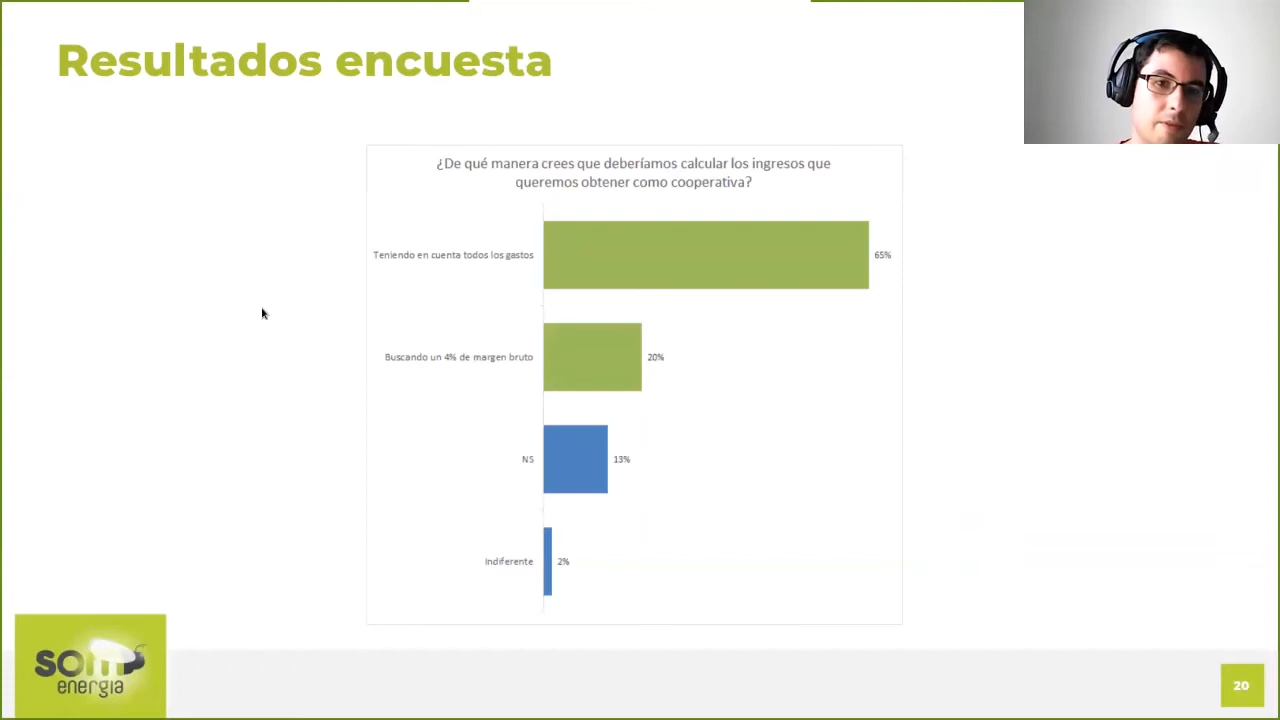 Resultados encuesta
¿De qué manera crees que deberíamos calcular los ingresos que
queremos obtener como cooperativa?
Teniendo en cuenta todos los gastos
65%
Buscando un 4% de margen bruto
20%
NS
13%
Indiferente
2%
som
energia
20